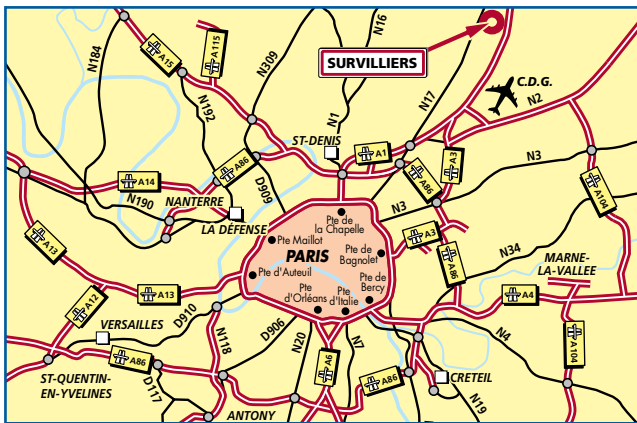 N184
A15
A115
N309
N16
SURVILLIERS
C.D.G.
N2
N192
N1
N17
ST-DENIS
A1
A3
N3
A86
A86
A14
N190
NANTERRE
D909
LA DÉFENSE
N3
A104
A13
Pte de
la Chapelle
Pte Maillot
PARIS
Pte de
Bagnolet
A3
N34
A86
MARNE-
LA-VALLEE
Pte d'Auteuil
Pte de
Bercy
A12
A13
Pte
d'Orléans
Pte
d'Italie
A4
D910
VERSAILLES
N118
D906
N20
A6
N7
N4
A104
A86
D117
A86
CRETEIL
N19
ST-QUENTIN-
EN-YVELINES
ANTONY